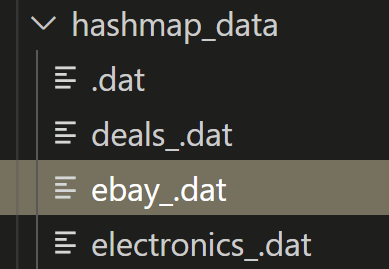 hashmap_data
.dat
deals_.dat
ebay_.dat
electronics_.dat